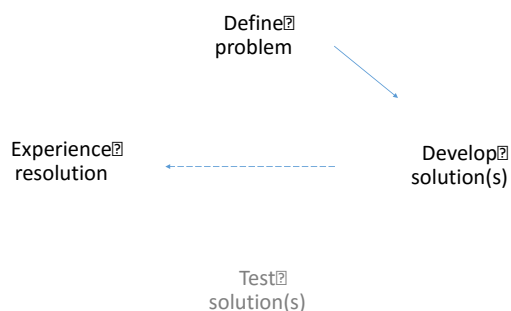 Define⍰
problem
Experience⍰
resolution
Develop⍰
solution(s)
Test⍰
solution(s)